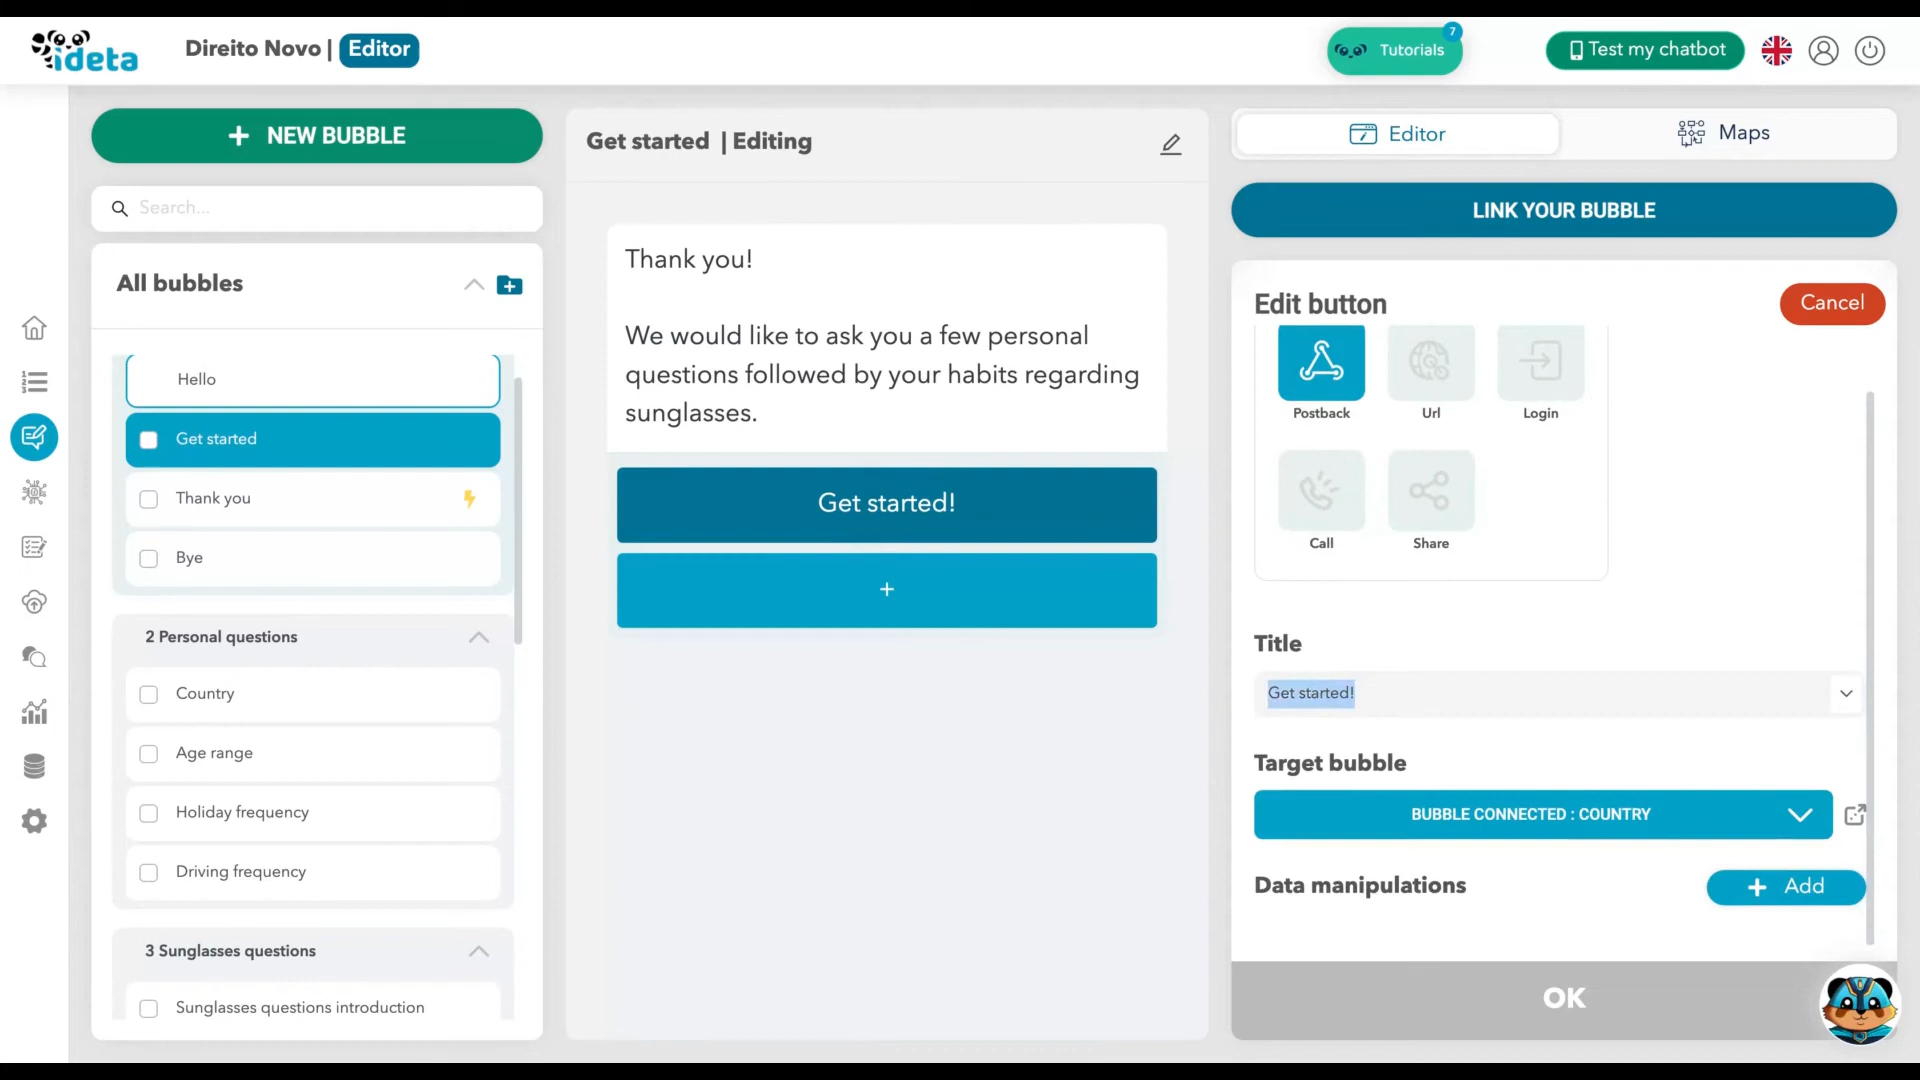 ideta
Direito Novo | Editor
Tutorials
7
Test my chatbot
+ NEW BUBBLE
Search...
All bubbles
Hello
Get started
Thank you
Bye
2 Personal questions
Country
Age range
Holiday frequency
Driving frequency
3 Sunglasses questions
Sunglasses questions introduction
Get started | Editing
Thank you!
We would like to ask you a few personal
questions followed by your habits regarding
sunglasses.
Get started!
+
Editor
Maps
LINK YOUR BUBBLE
Edit button
Cancel
Postback
Url
Login
Call
Share
Title
Get started!
Target bubble
BUBBLE CONNECTED : COUNTRY
Data manipulations
+ Add
OK